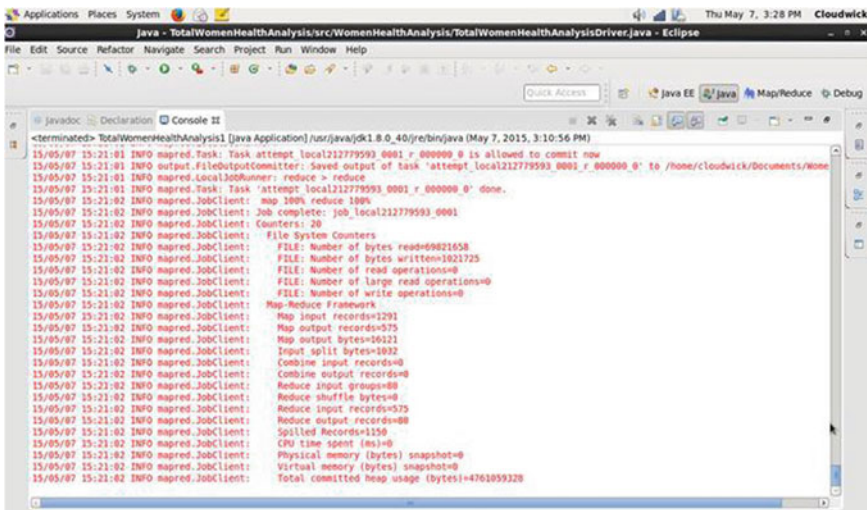 Applications Places System Thu May 7, 3:28 PM Cloudwick
Java - TotalWomenHealthAnalysis/src/WomenHealthAnalysis/TotalWomenHealthAnalysisDriver.java - Eclipse
File Edit Source Refactor Navigate Search Project Run Window Help
Quick Access Java EE Java Map/Reduce Debug
Javadoc Declaration Console
<terminated> TotalWomenHealthAnalysis1 [Java Application] /usr/java/jdk1.8.0_40/jre/bin/java (May 7, 2015, 3:10:56 PM)
15/05/07 15:21:01 INFO mapred.Task: Task attempt_local212779593_0001_r_000000_0 is allowed to commit now
15/05/07 15:21:01 INFO output.FileOutputCommitter: Saved output of task 'attempt_local212779593_0001_r_000000_0' to /home/cloudwick/Documents/Wome
15/05/07 15:21:01 INFO mapred.LocalJobRunner: reduce > reduce
15/05/07 15:21:01 INFO mapred.Task: Task 'attempt_local212779593_0001_r_000000_0' done.
15/05/07 15:21:02 INFO mapred.JobClient: map 100% reduce 100%
15/05/07 15:21:02 INFO mapred.JobClient: Job complete: job_local212779593_0001
15/05/07 15:21:02 INFO mapred.JobClient: Counters: 20
15/05/07 15:21:02 INFO mapred.JobClient: File System Counters
15/05/07 15:21:02 INFO mapred.JobClient: FILE: Number of bytes read=69821658
15/05/07 15:21:02 INFO mapred.JobClient: FILE: Number of bytes written=1021725
15/05/07 15:21:02 INFO mapred.JobClient: FILE: Number of read operations=0
15/05/07 15:21:02 INFO mapred.JobClient: FILE: Number of large read operations=0
15/05/07 15:21:02 INFO mapred.JobClient: FILE: Number of write operations=0
15/05/07 15:21:02 INFO mapred.JobClient: Map-Reduce Framework
15/05/07 15:21:02 INFO mapred.JobClient: Map input records=1291
15/05/07 15:21:02 INFO mapred.JobClient: Map output records=575
15/05/07 15:21:02 INFO mapred.JobClient: Map output bytes=16121
15/05/07 15:21:02 INFO mapred.JobClient: Input split bytes=1032
15/05/07 15:21:02 INFO mapred.JobClient: Combine input records=0
15/05/07 15:21:02 INFO mapred.JobClient: Combine output records=0
15/05/07 15:21:02 INFO mapred.JobClient: Reduce input groups=80
15/05/07 15:21:02 INFO mapred.JobClient: Reduce shuffle bytes=0
15/05/07 15:21:02 INFO mapred.JobClient: Reduce input records=575
15/05/07 15:21:02 INFO mapred.JobClient: Reduce output records=80
15/05/07 15:21:02 INFO mapred.JobClient: Spilled Records=1150
15/05/07 15:21:02 INFO mapred.JobClient: CPU time spent (ms)=0
15/05/07 15:21:02 INFO mapred.JobClient: Physical memory (bytes) snapshot=0
15/05/07 15:21:02 INFO mapred.JobClient: Virtual memory (bytes) snapshot=0
15/05/07 15:21:02 INFO mapred.JobClient: Total committed heap usage (bytes)=4761059328